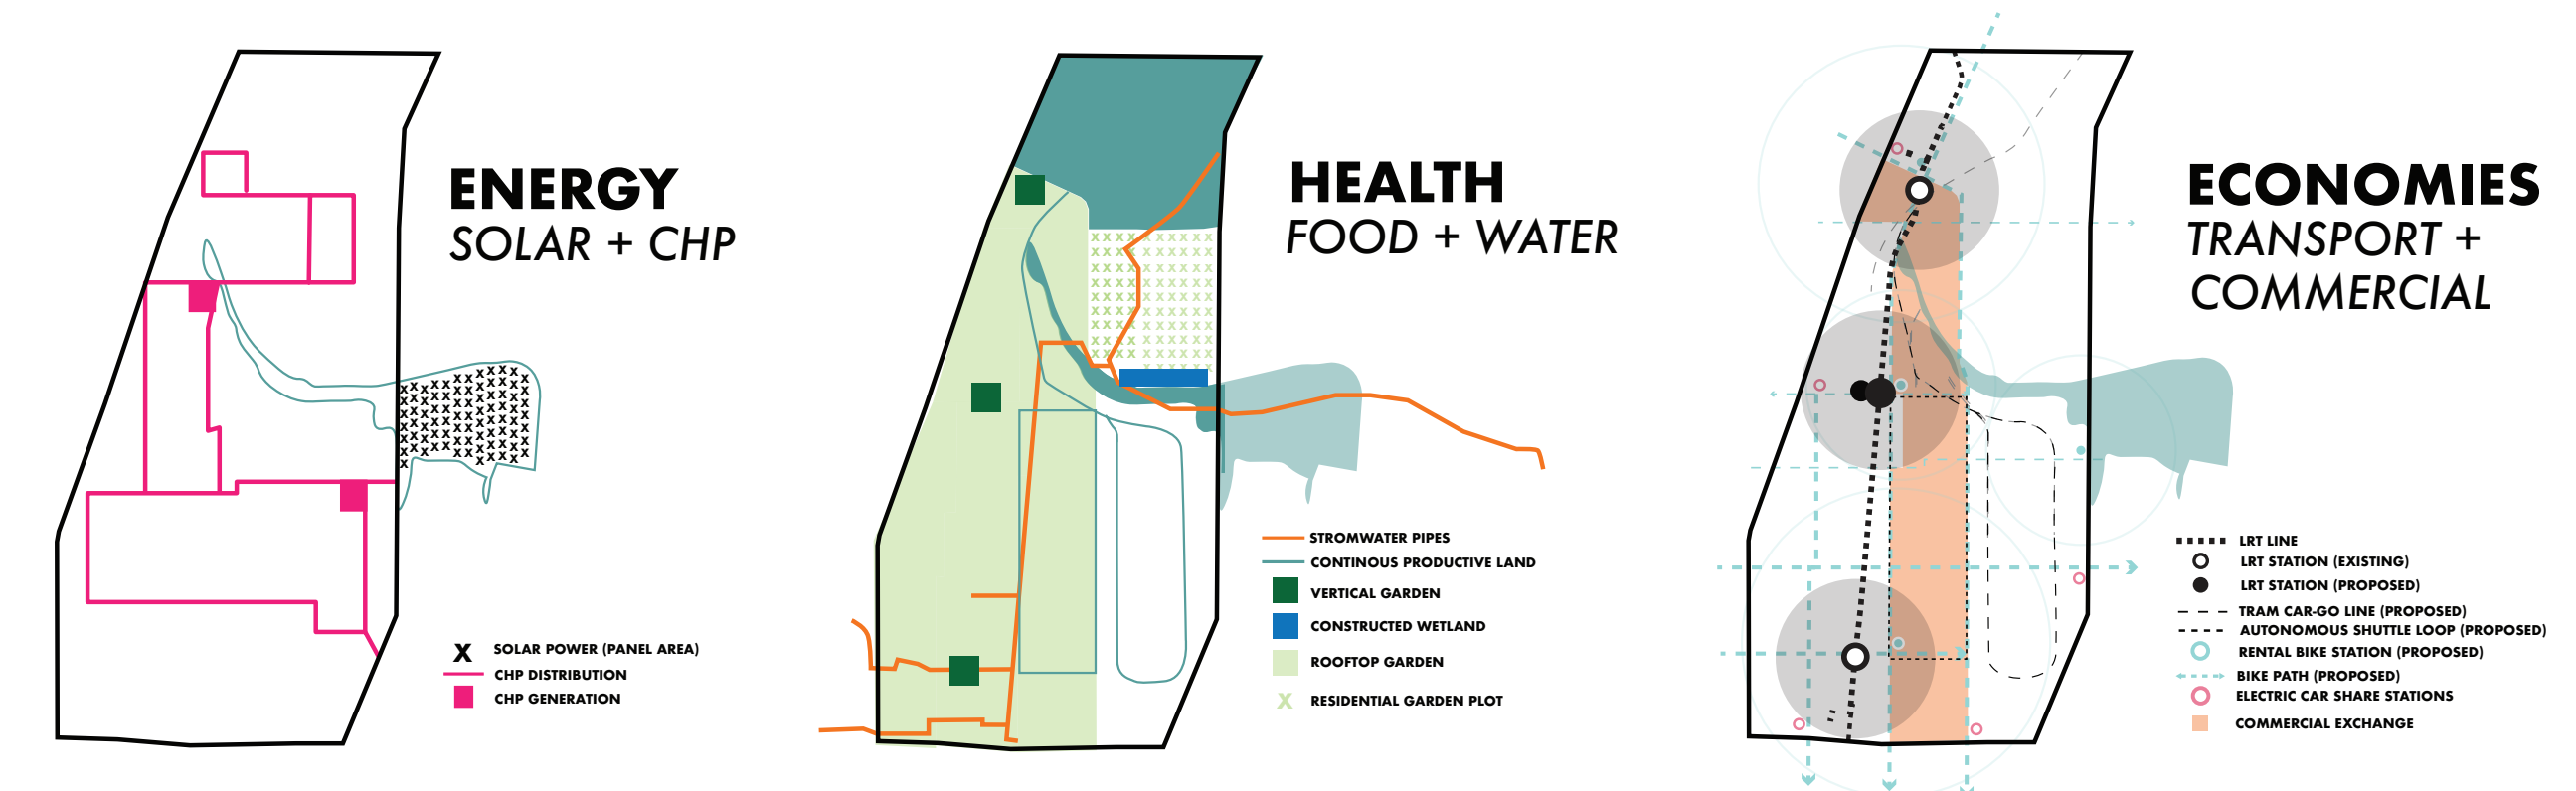 ENERGY
SOLAR + CHP
X SOLAR POWER (PANEL AREA)
CHP DISTRIBUTION
CHP GENERATION
HEALTH
FOOD + WATER
STROMWATER PIPES
CONTINOUS PRODUCTIVE LAND
VERTICAL GARDEN
CONSTRUCTED WETLAND
ROOFTOP GARDEN
X RESIDENTIAL GARDEN PLOT
ECONOMIES
TRANSPORT +
COMMERCIAL
LRT LINE
LRT STATION (EXISTING)
LRT STATION (PROPOSED)
TRAM CAR-GO LINE (PROPOSED)
AUTONOMOUS SHUTTLE LOOP (PROPOSED)
RENTAL BIKE STATION (PROPOSED)
BIKE PATH (PROPOSED)
ELECTRIC CAR SHARE STATIONS
COMMERCIAL EXCHANGE